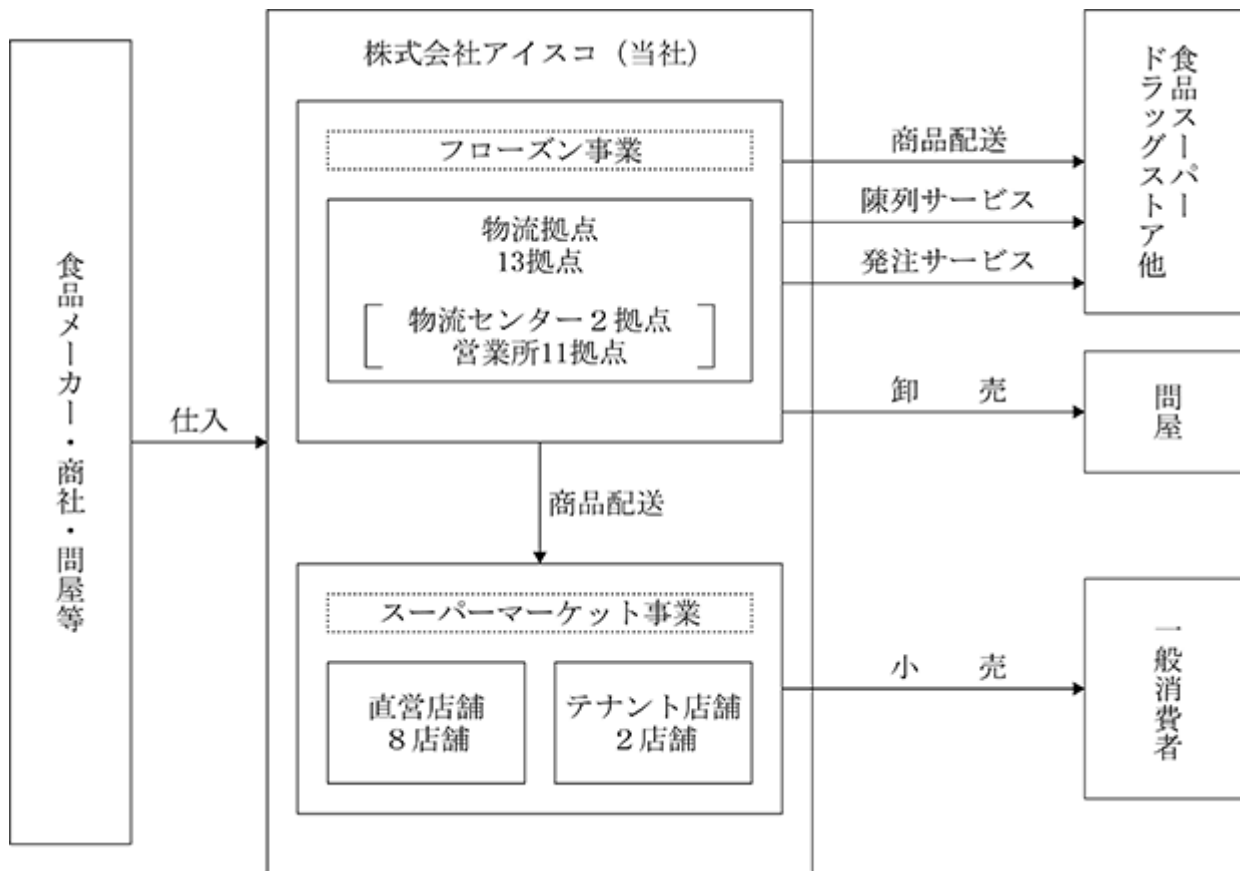 食品メーカー・商社・問屋等
仕入
株式会社アイスコ（当社）
フローズン事業
物流拠点
13拠点
物流センター２拠点
営業所11拠点
商品配送
スーパーマーケット事業
直営店舗
８店舗
テナント店舗
２店舗
商品配送
陳列サービス
発注サービス
食品スーパー
ドラッグストア他
卸　売
問屋
小　売
一般消費者